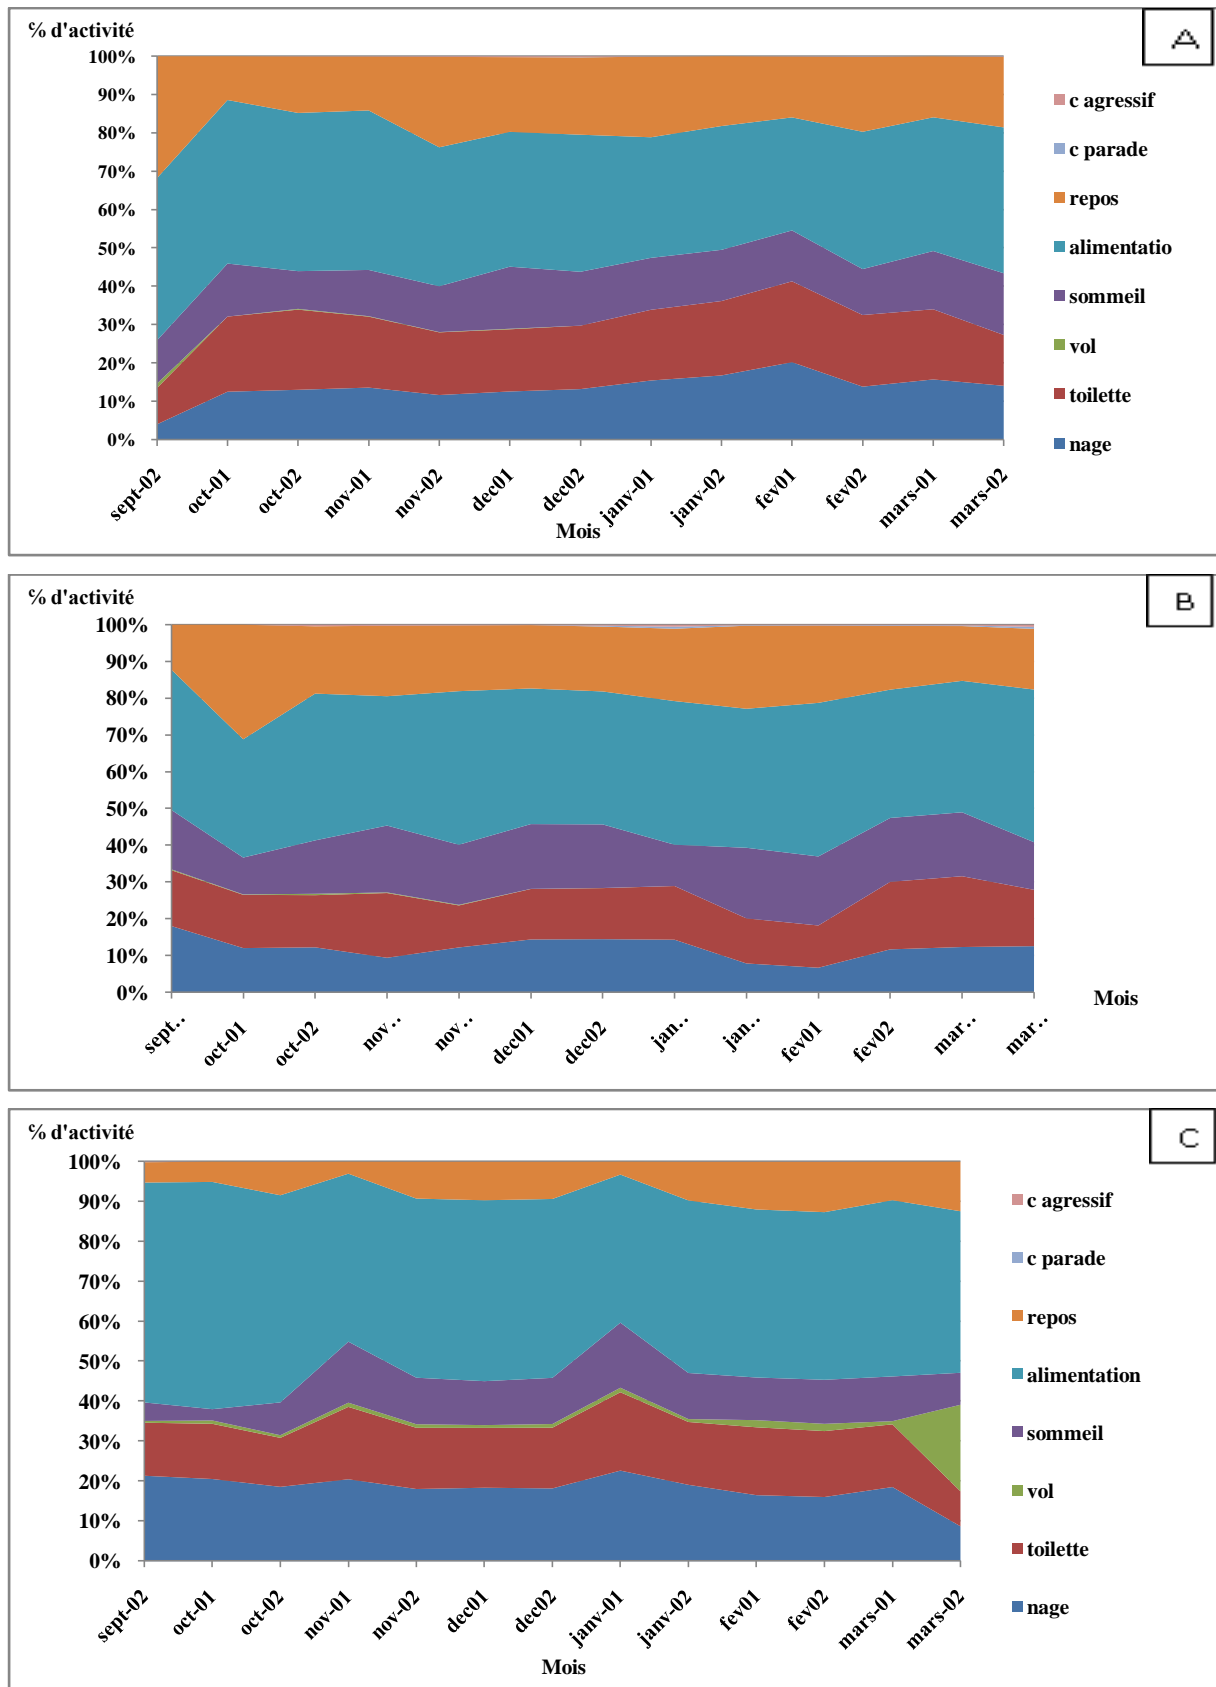 % d'activité
A
100%
90%
80%
70%
60%
50%
40%
30%
20%
10%
0%
sept-02 oct-01 oct-02 nov-01 nov-02 dec01 dec02 janv-01 janv-02 fev01 fev02 mars-01 mars-02
Mois
c agressif
c parade
repos
alimentatio
sommeil
vol
toilette
nage
% d'activité
B
100%
90%
80%
70%
60%
50%
40%
30%
20%
10%
0%
sept.. oct-01 oct-02 nov.. nov.. dec01 dec02 jan.. jan.. fev01 fev02 mar.. mar..
Mois
% d'activité
C
100%
90%
80%
70%
60%
50%
40%
30%
20%
10%
0%
sept-02 oct-01 oct-02 nov-01 nov-02 dec01 dec02 janv-01 janv-02 fev01 fev02 mars-01 mars-02
Mois
c agressif
c parade
repos
alimentation
sommeil
vol
toilette
nage